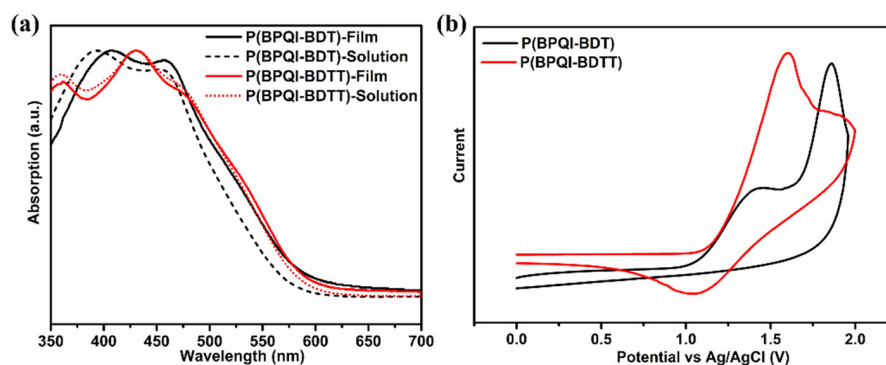 (a)
P(BPQI-BDT)-Film
P(BPQI-BDT)-Solution
P(BPQI-BDTT)-Film
P(BPQI-BDTT)-Solution
Absorption (a.u.)
350 400 450 500 550 600 650 700
Wavelength (nm)
(b)
P(BPQI-BDT)
P(BPQI-BDTT)
Current
0.0 0.5 1.0 1.5 2.0
Potential vs Ag/AgCl (V)